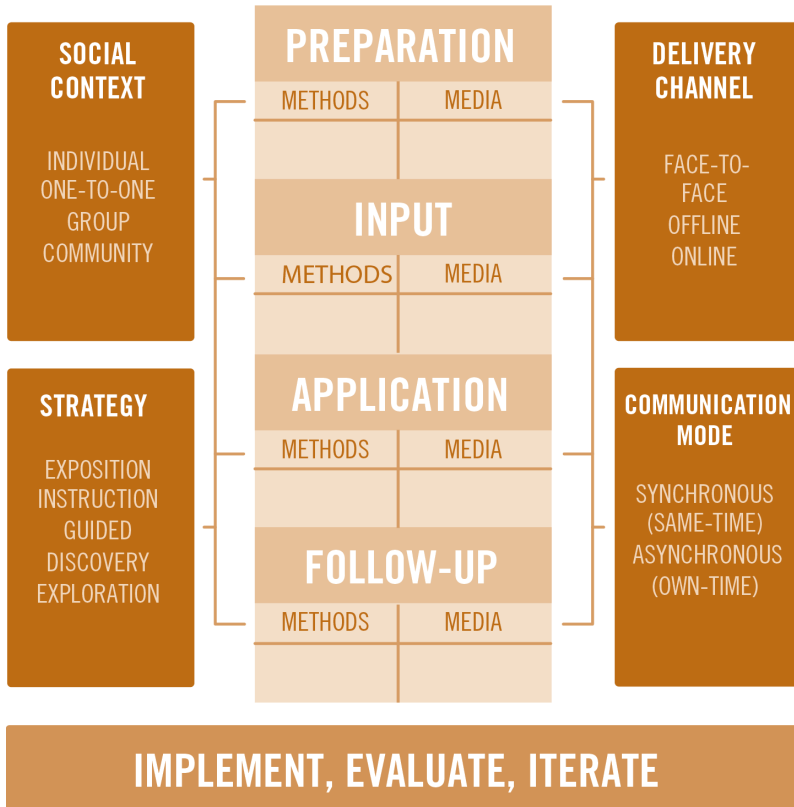 SOCIAL
CONTEXT
INDIVIDUAL
ONE-TO-ONE
GROUP
COMMUNITY
STRATEGY
EXPOSITION
INSTRUCTION
GUIDED
DISCOVERY
EXPLORATION
PREPARATION
METHODS MEDIA
INPUT
METHODS MEDIA
APPLICATION
METHODS MEDIA
FOLLOW-UP
METHODS MEDIA
DELIVERY
CHANNEL
FACE-TO-
FACE
OFFLINE
ONLINE
COMMUNICATION
MODE
SYNCHRONOUS
(SAME-TIME)
ASYNCHRONOUS
(OWN-TIME)
IMPLEMENT, EVALUATE, ITERATE